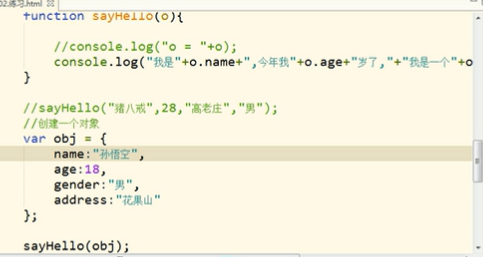 02.练习.html
function sayHello(o){
//console.log("o = "+o);
console.log("我是"+o.name+",今年我"+o.age+"岁了,"+"我是一个"+o
}
//sayHello("猪八戒",28,"高老庄","男");
//创建一个对象
var obj = {
name:"孙悟空",
age:18,
gender:"男",
address:"花果山"
};
sayHello(obj);